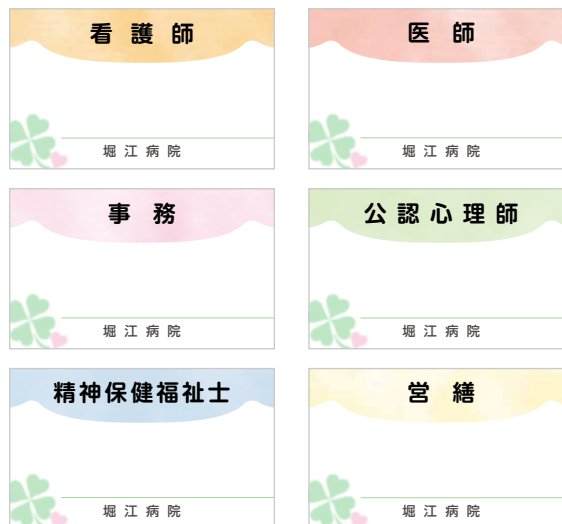 看護師
堀江病院
医師
堀江病院
事務
堀江病院
公認心理師
堀江病院
精神保健福祉士
堀江病院
営繕
堀江病院